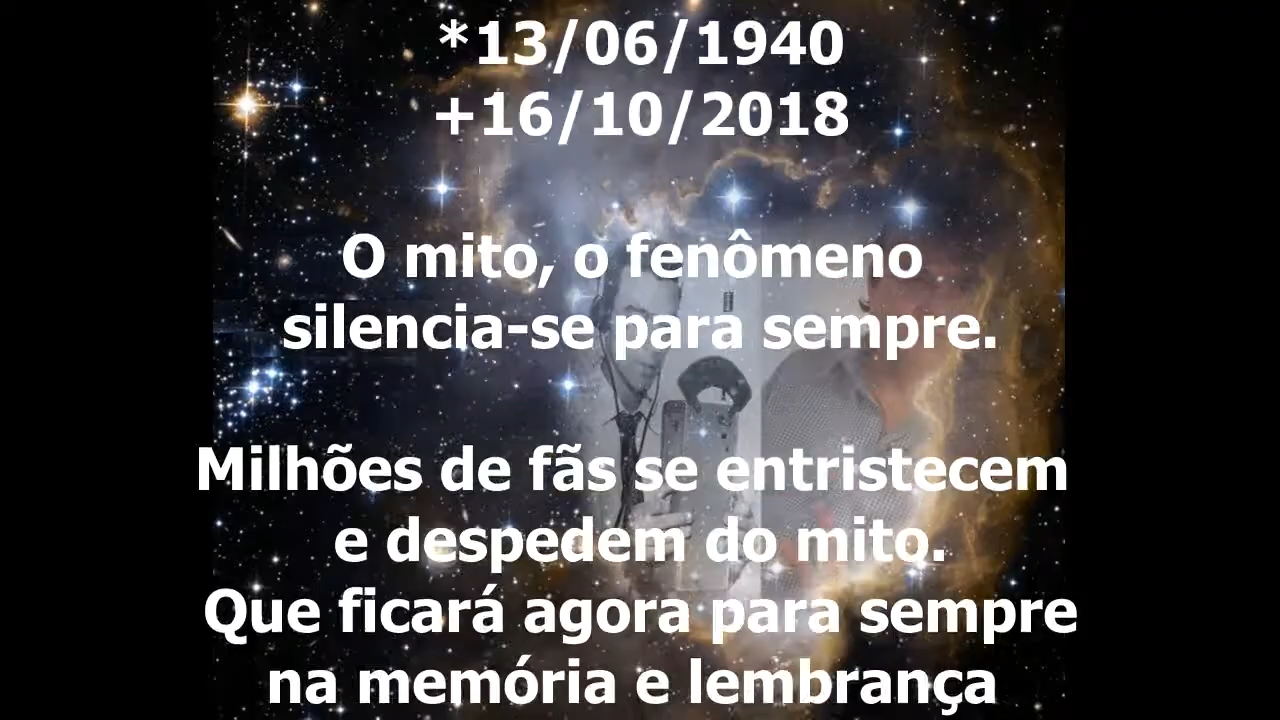 *13/06/1940
+16/10/2018
O mito, o fenômeno
silencia-se para sempre.
Milhões de fãs se entristecem
e despedem do mito.
Que ficará agora para sempre
na memória e lembrança